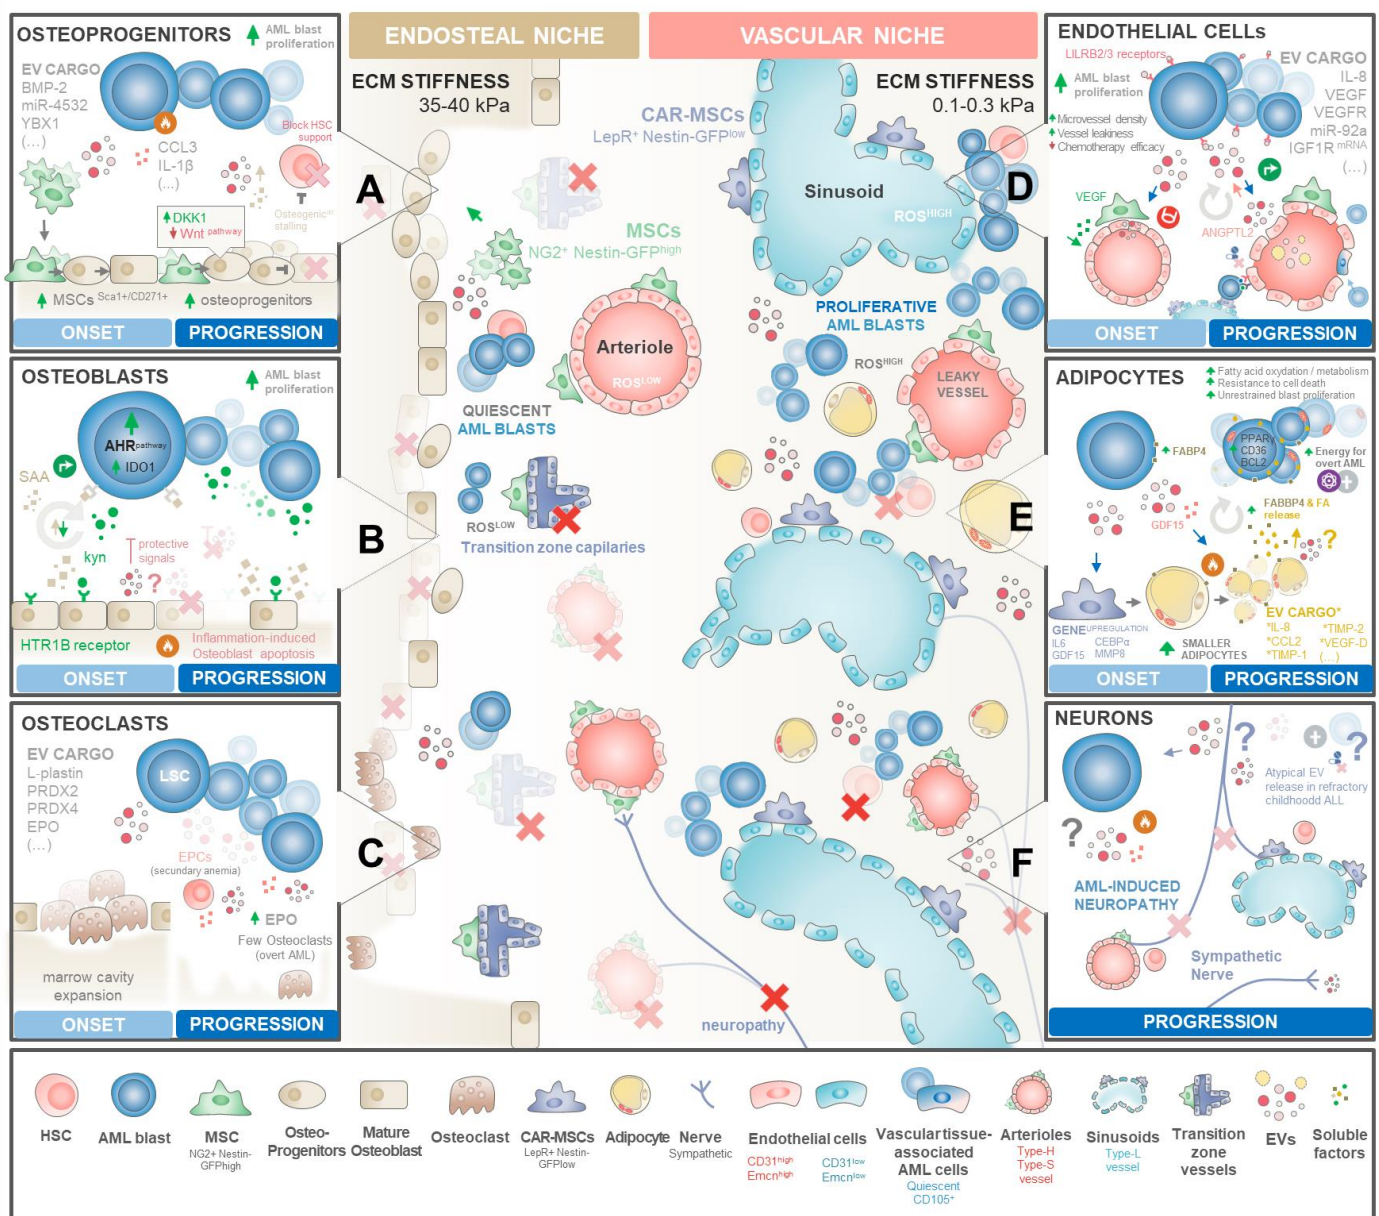 OSTEOPROGENITORS
AML blast
proliferation
EV CARGO
BMP-2
miR-4532
YBX1
(...)
CCL3
IL-1β
(...)
Block HSC
support
Osteogenic
stalling
DKK1
Wnt pathway
MSCs Sca1+/CD271+
osteoprogenitors
ONSET
PROGRESSION
OSTEOBLASTS
AML blast
proliferation
AHR pathway
IDO1
SAA
kyn
protective
signals
?
HTR1B receptor
Inflammation-induced
Osteoblast apoptosis
ONSET
PROGRESSION
OSTEOCLASTS
EV CARGO
L-plastin
PRDX2
PRDX4
EPO
(...)
LSC
EPCs
(secundary anemia)
EPO
Few Osteoclasts
(overt AML)
marrow cavity
expansion
ONSET
PROGRESSION
ENDOSTEAL NICHE
VASCULAR NICHE
ECM STIFFNESS
35-40 kPa
ECM STIFFNESS
0.1-0.3 kPa
CAR-MSCs
LepR+ Nestin-GFPlow
A
Sinusoid
ROSHIGH
D
MSCs
NG2+ Nestin-GFPhigh
PROLIFERATIVE
AML BLASTS
Arteriole
ROSLOW
ROSHIGH
LEAKY
VESSEL
QUIESCENT
AML BLASTS
ROSLOW
Transition zone capilaries
B
E
C
F
neuropathy
ENDOTHELIAL CELLs
LILRB2/3 receptors
AML blast
proliferation
Microvessel density
Vessel leakiness
Chemotherapy efficacy
EV CARGO
IL-8
VEGF
VEGFR
miR-92a
IGF1R mRNA
(...)
VEGF
ANGPTL2
ONSET
PROGRESSION
ADIPOCYTES
Fatty acid oxydation / metabolism
Resistance to cell death
Unrestrained blast proliferation
FABP4
PPARγ
CD36
BCL2
Energy for
overt AML
GDF15
FABBP4 & FA
release
?
GENE UPREGULATION
IL6
GDF15
CEBPα
MMP8
SMALLER
ADIPOCYTES
EV CARGO*
*IL-8
*CCL2
*TIMP-1
*TIMP-2
*VEGF-D
(...)
ONSET
PROGRESSION
NEURONS
?
?
Atypical EV
release in refractory
childhoodd ALL
?
AML-INDUCED
NEUROPATHY
Sympathetic
Nerve
PROGRESSION
HSC
AML blast
MSC
NG2+ Nestin-
GFPhigh
Osteo-
Progenitors
Mature
Osteoblast
Osteoclast
CAR-MSCs
LepR+ Nestin-
GFPlow
Adipocyte
Nerve
Sympathetic
Endothelial cells
CD31high
Emcnhigh
CD31low
Emcnlow
Vascular tissue-
associated
AML cells
Quiescent
CD105+
Arterioles
Type-H
Type-S
vessel
Sinusoids
Type-L
vessel
Transition
zone
vessels
EVs
Soluble
factors